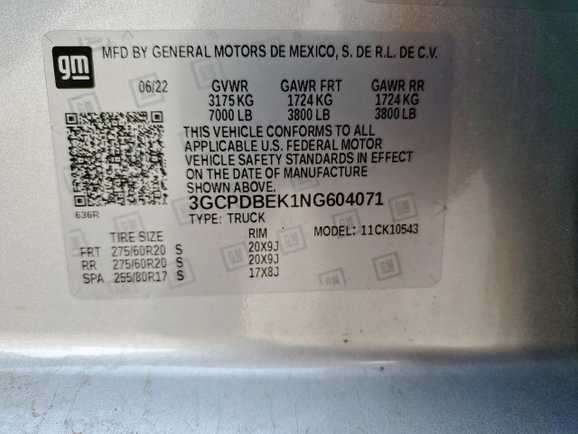 gm
MFD BY GENERAL MOTORS DE MEXICO, S. DE R.L. DE C.V.
06/22 GVWR GAWR FRT GAWR RR
3175 KG 1724 KG 1724 KG
7000 LB 3800 LB 3800 LB
THIS VEHICLE CONFORMS TO ALL
APPLICABLE U.S. FEDERAL MOTOR
VEHICLE SAFETY STANDARDS IN EFFECT
ON THE DATE OF MANUFACTURE
SHOWN ABOVE.
636R
3GCPDBEK1NG604071
TYPE: TRUCK
TIRE SIZE RIM MODEL: 11CK10543
FRT 275/60R20 S 20X9J
RR 275/60R20 S 20X9J
SPA 255/80R17 S 17X8J